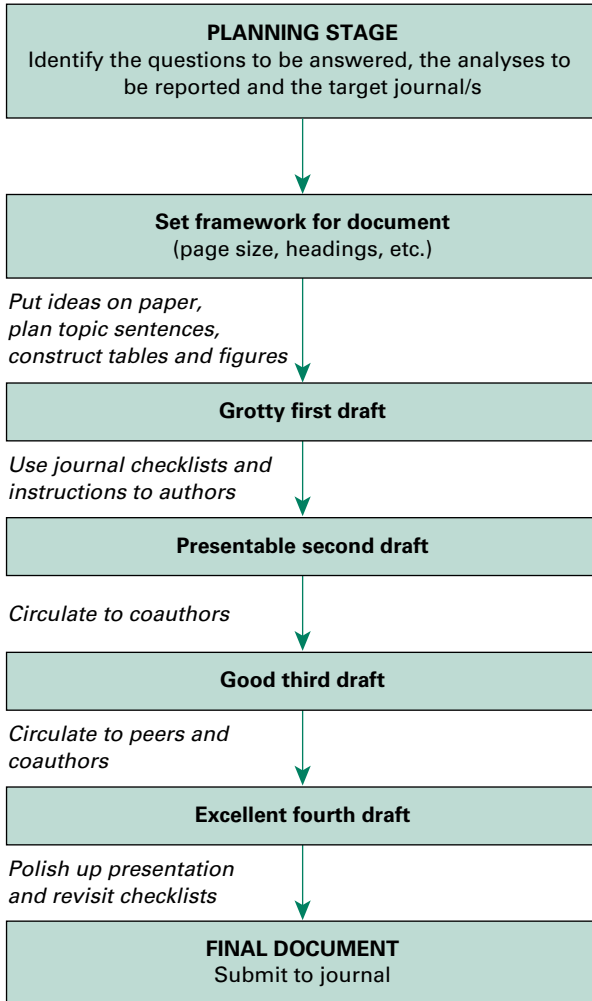 PLANNING STAGE
Identify the questions to be answered, the analyses to
be reported and the target journal/s
Set framework for document
(page size, headings, etc.)
Put ideas on paper,
plan topic sentences,
construct tables and figures
Grotty first draft
Use journal checklists and
instructions to authors
Presentable second draft
Circulate to coauthors
Good third draft
Circulate to peers and
coauthors
Excellent fourth draft
Polish up presentation
and revisit checklists
FINAL DOCUMENT
Submit to journal